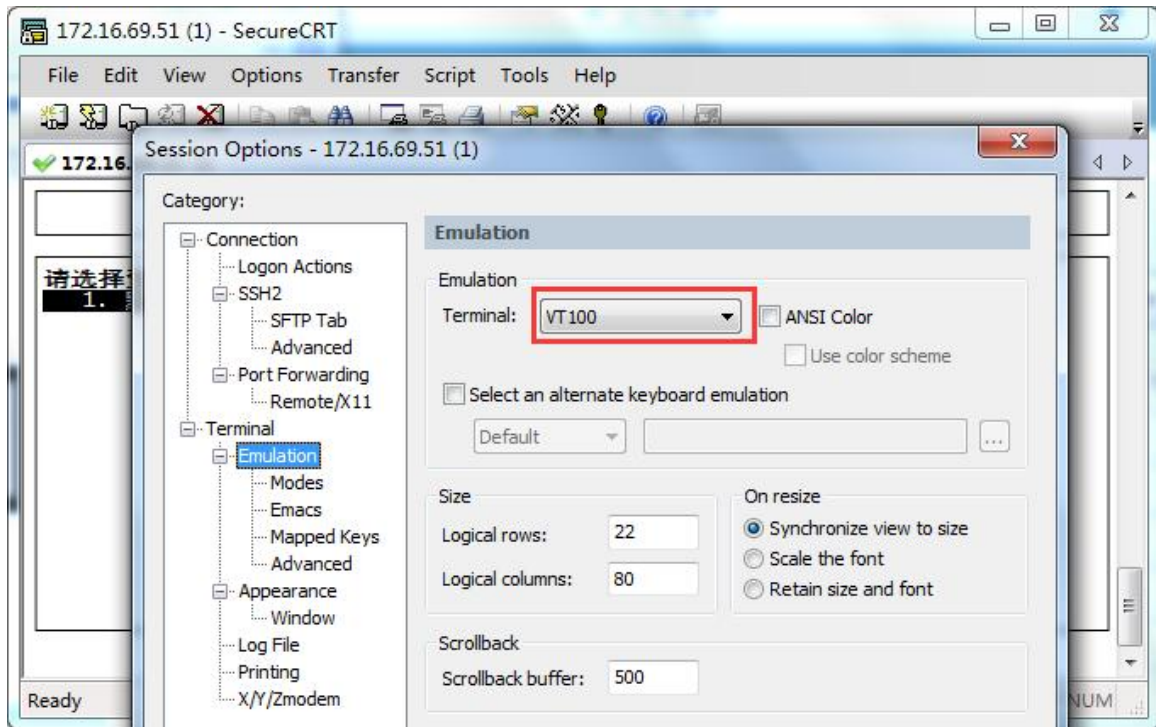 172.16.69.51 (1) - SecureCRT
File Edit View Options Transfer Script Tools Help
Session Options - 172.16.69.51 (1)
172.16.
Category:
Connection
Logon Actions
SSH2
SFTP Tab
Advanced
Port Forwarding
Remote/X11
Terminal
Emulation
Modes
Emacs
Mapped Keys
Advanced
Appearance
Window
Log File
Printing
X/Y/Zmodem
Emulation
Emulation
Terminal: VT100 ANSI Color
Use color scheme
Select an alternate keyboard emulation
Default ...
Size
Logical rows: 22
Logical columns: 80
On resize
Synchronize view to size
Scale the font
Retain size and font
Scrollback
Scrollback buffer: 500
请选择
1.
Ready NUM